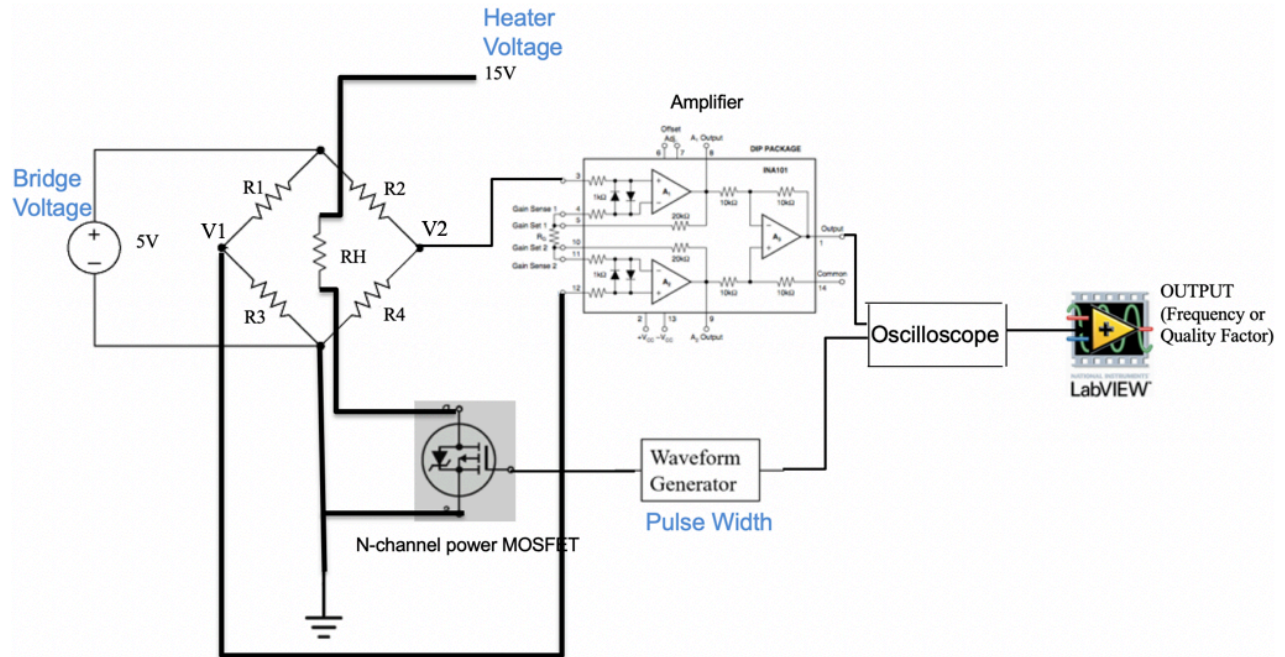 Heater
Voltage
15V
Amplifier
Offset
Adj.
A1 Output
6
7
8
DIP PACKAGE
INA101
Bridge
Voltage
5V
R1
R2
V1
V2
RH
R3
R4
3
1kΩ
A1
10kΩ
10kΩ
Gain Sense 1
4
Gain Set 1
5
20kΩ
RG
A3
Output
1
Gain Set 2
10
20kΩ
Gain Sense 2
11
1kΩ
A2
10kΩ
10kΩ
Common
14
12
2
13
9
+VCC
−VCC
A2 Output
Oscilloscope
OUTPUT
(Frequency or
Quality Factor)
NATIONAL INSTRUMENTS
LabVIEW™
Waveform
Generator
Pulse Width
N-channel power MOSFET